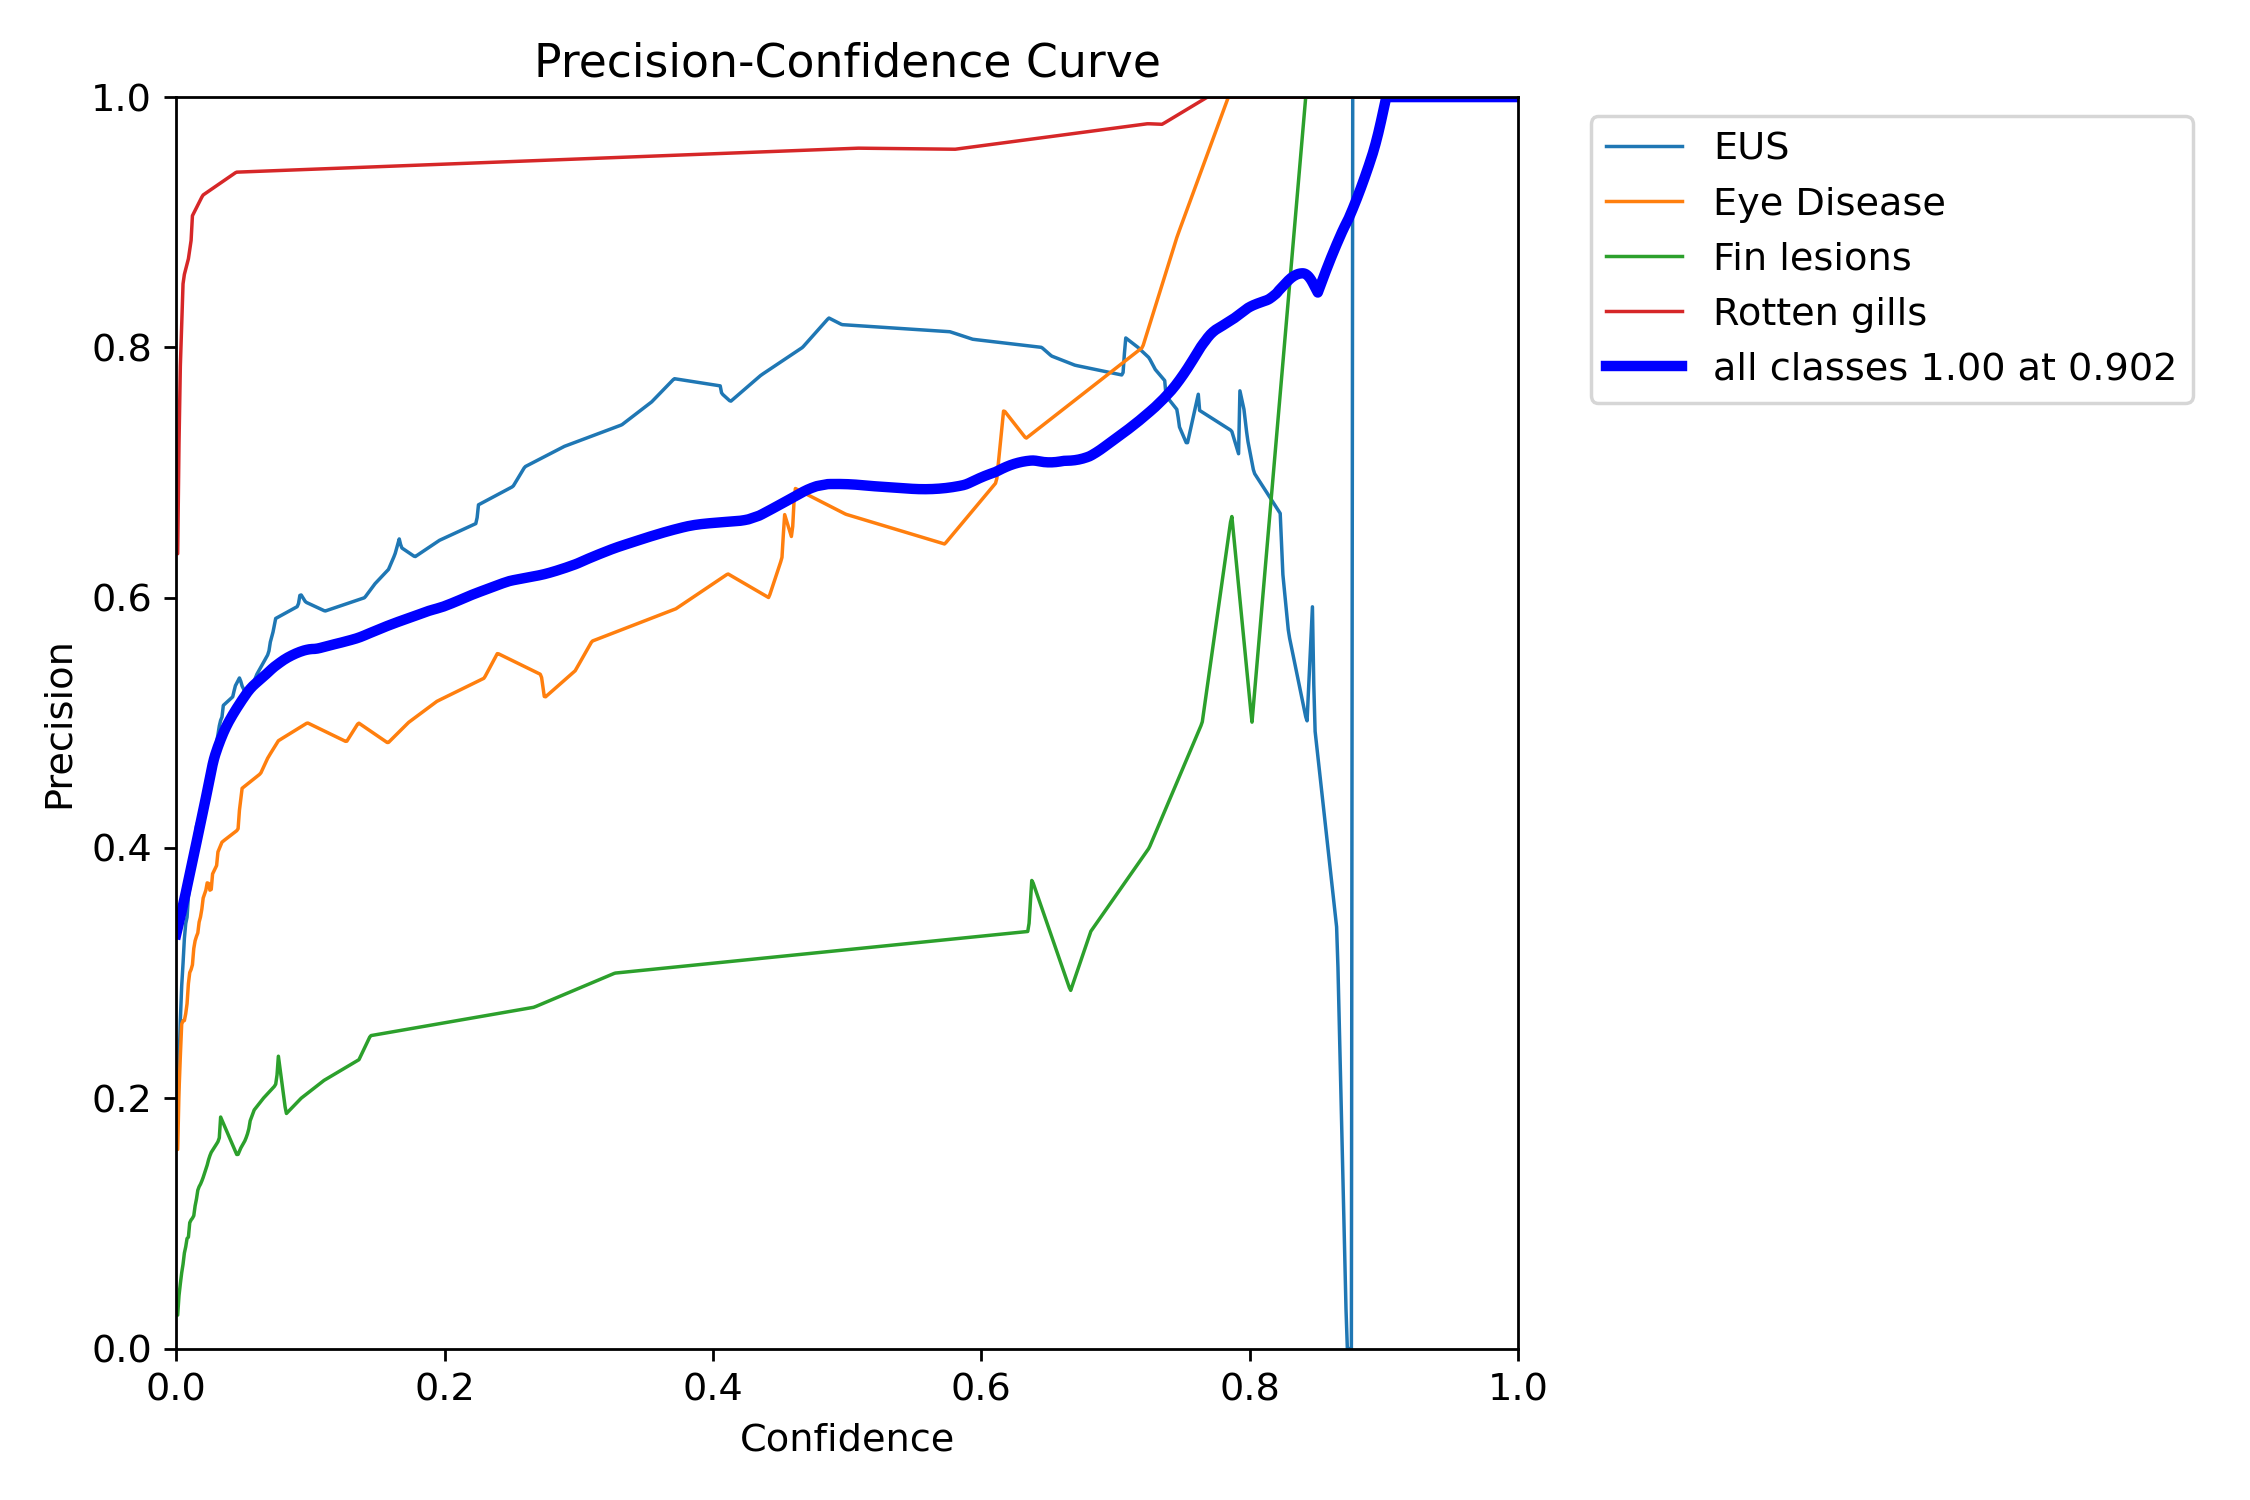 Precision-Confidence Curve
1.0
0.8
0.6
0.4
0.2
0.0
Precision
0.0 0.2 0.4 0.6 0.8 1.0
Confidence
EUS
Eye Disease
Fin lesions
Rotten gills
all classes 1.00 at 0.902